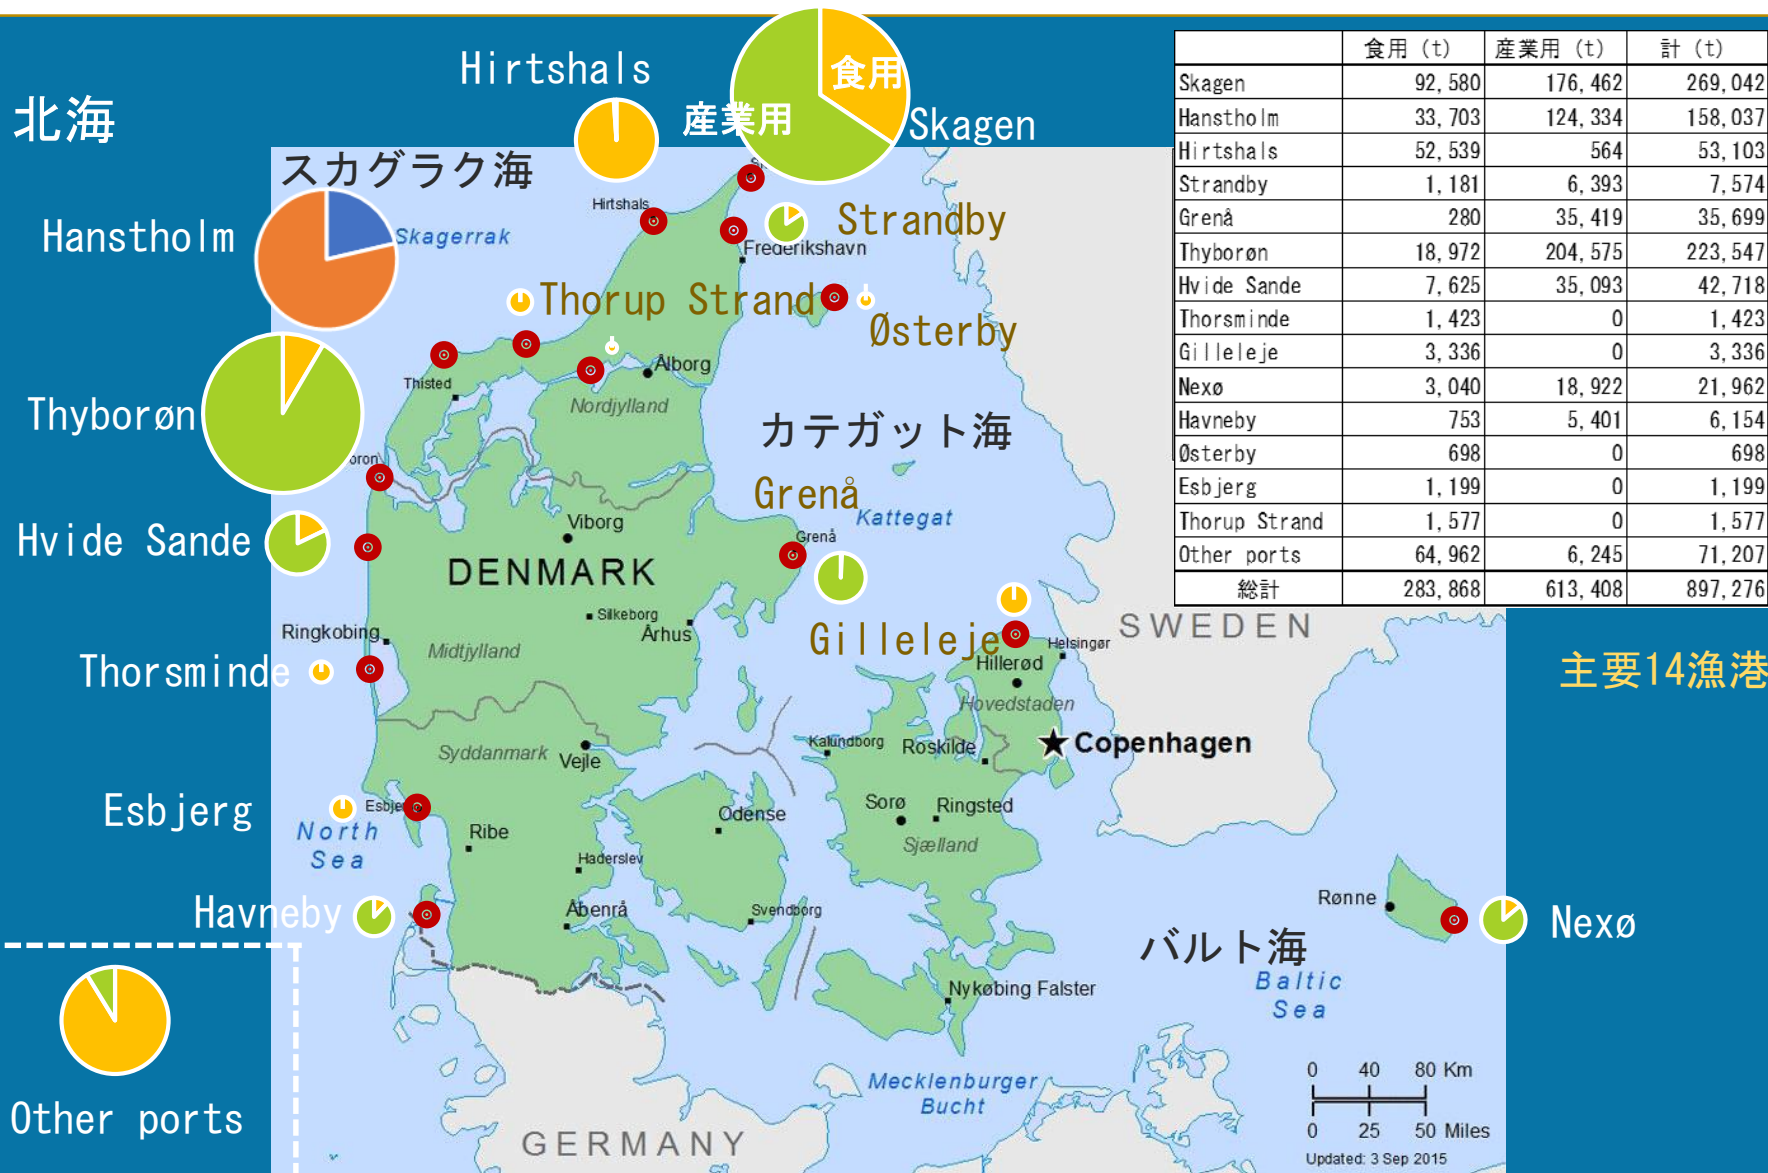 北海
Hirtshals
食用
産業用
Skagen
スカグラク海
Hanstholm
Skagerrak
Hirtshals
Strandby
Frederikshavn
Thorup Strand
Østerby
Ålborg
Thisted
Nordjylland
Thyborøn
カテガット海
Grenå
Kattegat
Grenå
Viborg
Hvide Sande
DENMARK
Silkeborg
Århus
Ringkobing
Midtjylland
Thorsminde
Gilleleje
Helsingør
Hillerød
Hovedstaden
SWEDEN
主要14漁港
Syddanmark
Vejle
Kalundborg
Roskilde
Copenhagen
Esbjerg
North
Sea
Ribe
Odense
Sorø
Ringsted
Sjælland
Haderslev
Havneby
Åbenrå
Svendborg
Rønne
Nexø
バルト海
Baltic
Sea
Nykøbing Falster
Other ports
Mecklenburger
Bucht
GERMANY
0 40 80 Km
0 25 50 Miles
Updated: 3 Sep 2015
食用 (t) 産業用 (t) 計 (t)
Skagen 92,580 176,462 269,042
Hanstholm 33,703 124,334 158,037
Hirtshals 52,539 564 53,103
Strandby 1,181 6,393 7,574
Grenå 280 35,419 35,699
Thyborøn 18,972 204,575 223,547
Hvide Sande 7,625 35,093 42,718
Thorsminde 1,423 0 1,423
Gilleleje 3,336 0 3,336
Nexø 3,040 18,922 21,962
Havneby 753 5,401 6,154
Østerby 698 0 698
Esbjerg 1,199 0 1,199
Thorup Strand 1,577 0 1,577
Other ports 64,962 6,245 71,207
総計 283,868 613,408 897,276